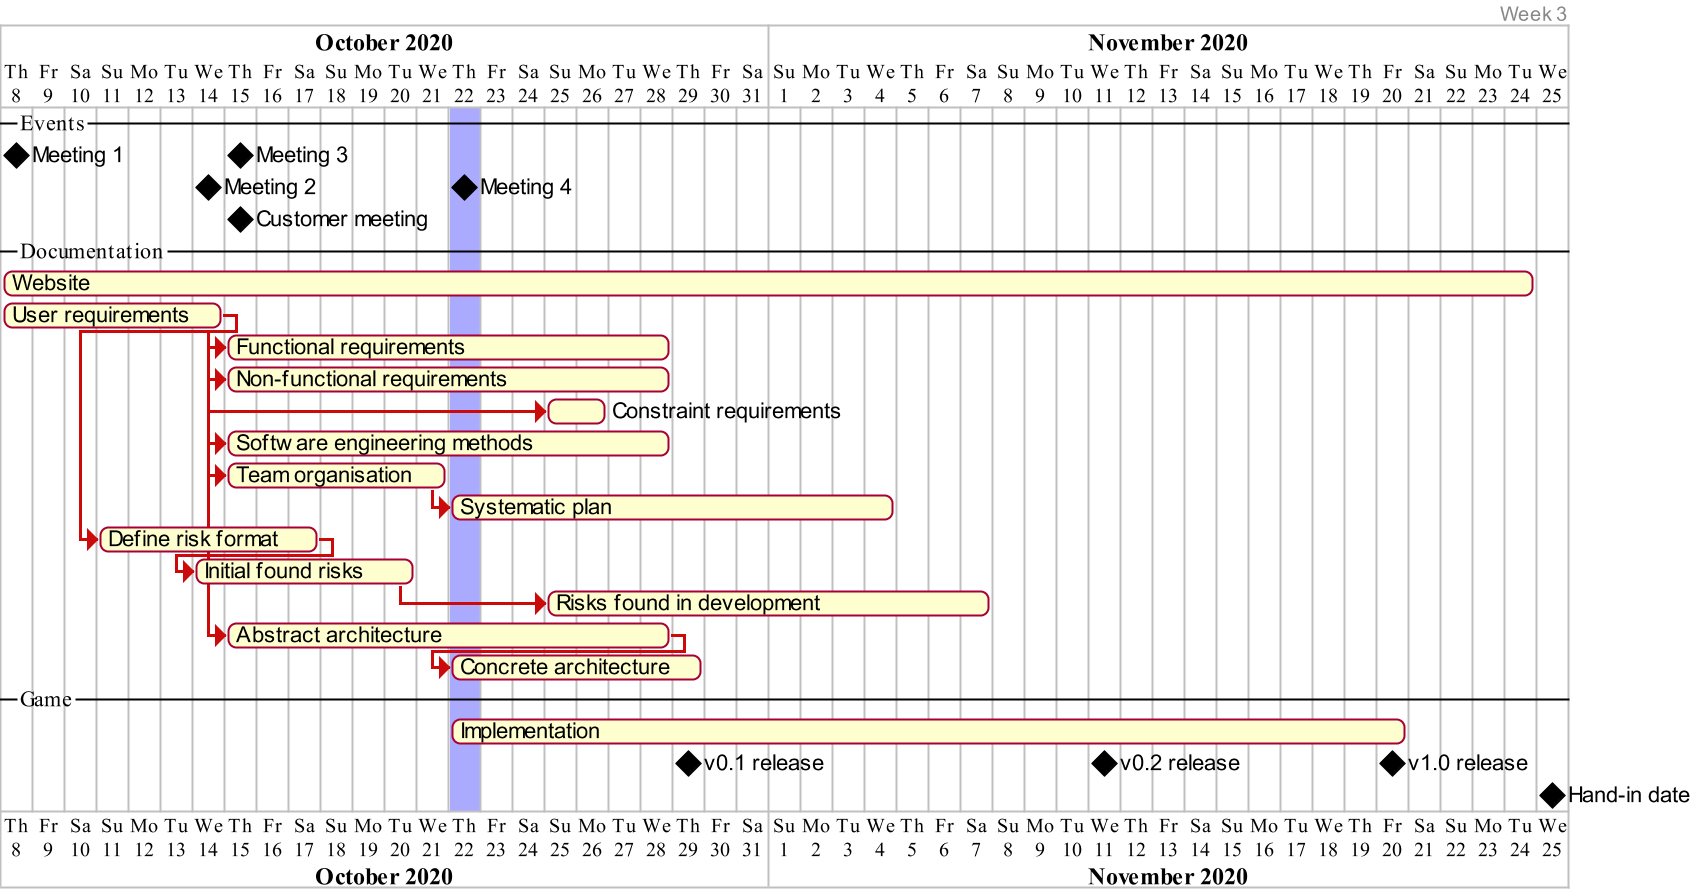 Week 3
October 2020 November 2020
Th Fr Sa Su Mo Tu We Th Fr Sa Su Mo Tu We Th Fr Sa Su Mo Tu We Th Fr Sa Su Mo Tu We Th Fr Sa Su Mo Tu We Th Fr Sa Su Mo Tu We Th Fr Sa Su Mo Tu We
8 9 10 11 12 13 14 15 16 17 18 19 20 21 22 23 24 25 26 27 28 29 30 31 1 2 3 4 5 6 7 8 9 10 11 12 13 14 15 16 17 18 19 20 21 22 23 24 25
Events
Meeting 1 Meeting 3
Meeting 2 Meeting 4
Customer meeting
Documentation
Website
User requirements
Functional requirements
Non-functional requirements
Constraint requirements
Software engineering methods
Team organisation
Systematic plan
Define risk format
Initial found risks
Risks found in development
Abstract architecture
Concrete architecture
Game
Implementation
v0.1 release v0.2 release v1.0 release
Hand-in date
Th Fr Sa Su Mo Tu We Th Fr Sa Su Mo Tu We Th Fr Sa Su Mo Tu We Th Fr Sa Su Mo Tu We Th Fr Sa Su Mo Tu We Th Fr Sa Su Mo Tu We Th Fr Sa Su Mo Tu We
8 9 10 11 12 13 14 15 16 17 18 19 20 21 22 23 24 25 26 27 28 29 30 31 1 2 3 4 5 6 7 8 9 10 11 12 13 14 15 16 17 18 19 20 21 22 23 24 25
October 2020 November 2020